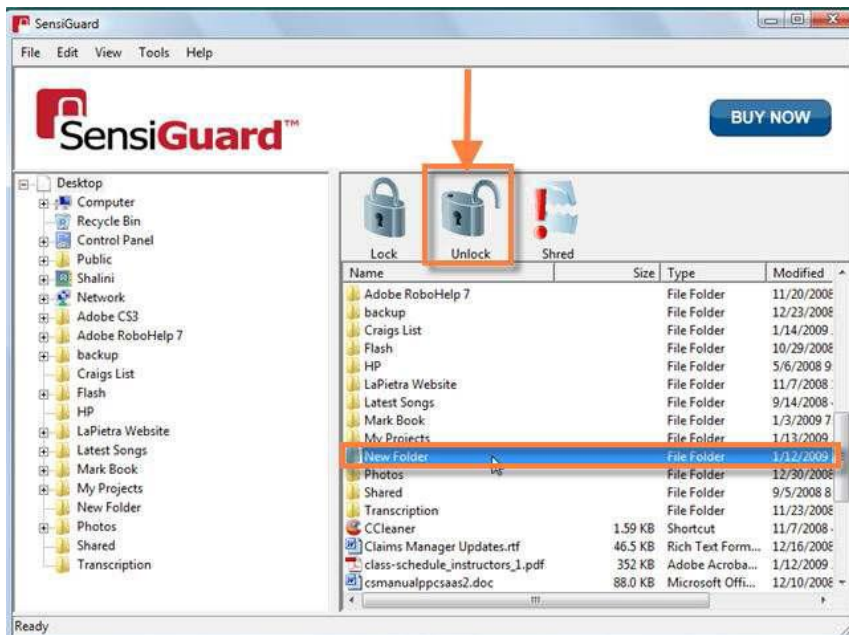 SensiGuard
File Edit View Tools Help
SensiGuard™
BUY NOW
Desktop
Computer
Recycle Bin
Control Panel
Public
Shalini
Network
Adobe CS3
Adobe RoboHelp 7
backup
Craigs List
Flash
HP
LaPietra Website
Latest Songs
Mark Book
My Projects
New Folder
Photos
Shared
Transcription
Lock Unlock Shred
Name Size Type Modified
Adobe RoboHelp 7 File Folder 11/20/2008
backup File Folder 12/23/2008
Craigs List File Folder 1/14/2009
Flash File Folder 10/29/2008
HP File Folder 5/6/2008 9
LaPietra Website File Folder 11/7/2008
Latest Songs File Folder 9/14/2008
Mark Book File Folder 1/3/2009 7
My Projects File Folder 1/13/2009
New Folder File Folder 1/12/2009
Photos File Folder 12/30/2008
Shared File Folder 9/5/2008 8
Transcription File Folder 11/23/2008
CCleaner 1.59 KB Shortcut 11/7/2008
Claims Manager Updates.rtf 46.5 KB Rich Text Form... 12/16/2008
class-schedule_instructors_1.pdf 352 KB Adobe Acroba... 1/12/2009
csmanualppcsaas2.doc 88.0 KB Microsoft Offi... 12/10/2008
Ready